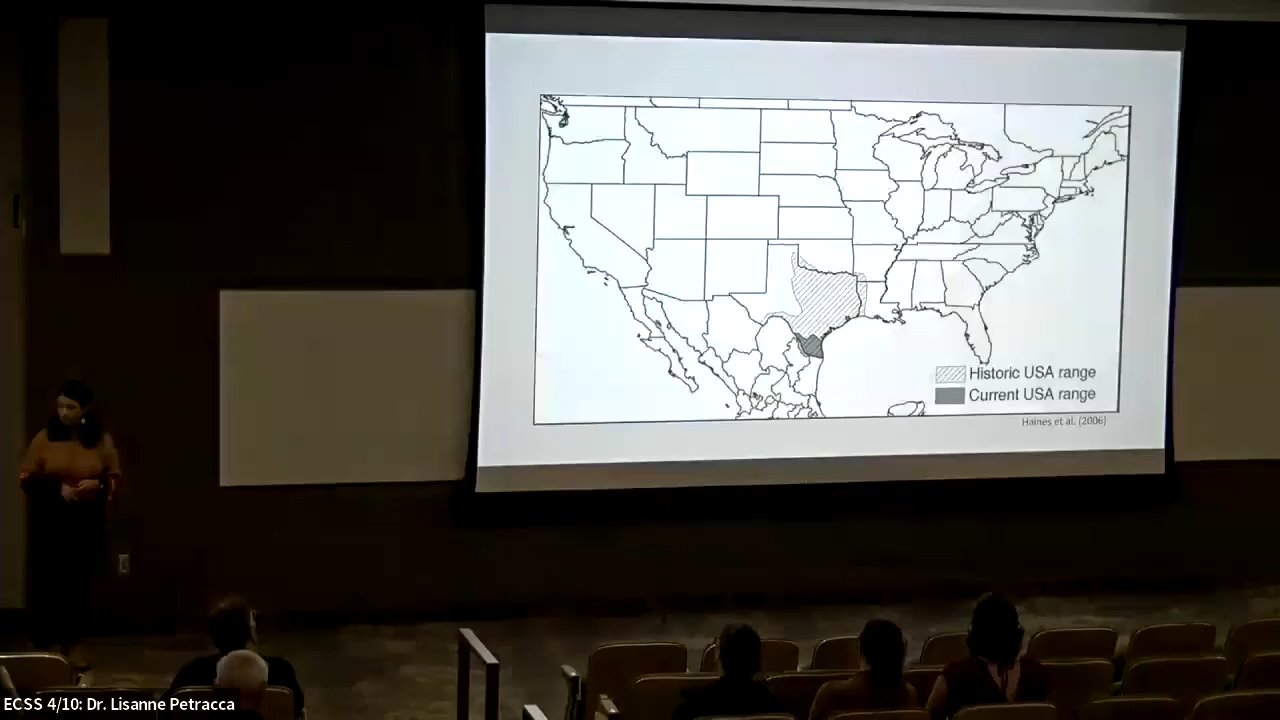 Historic USA range
Current USA range
Haines et al. (2006)
ECSS 4/10: Dr. Lisanne Petracca